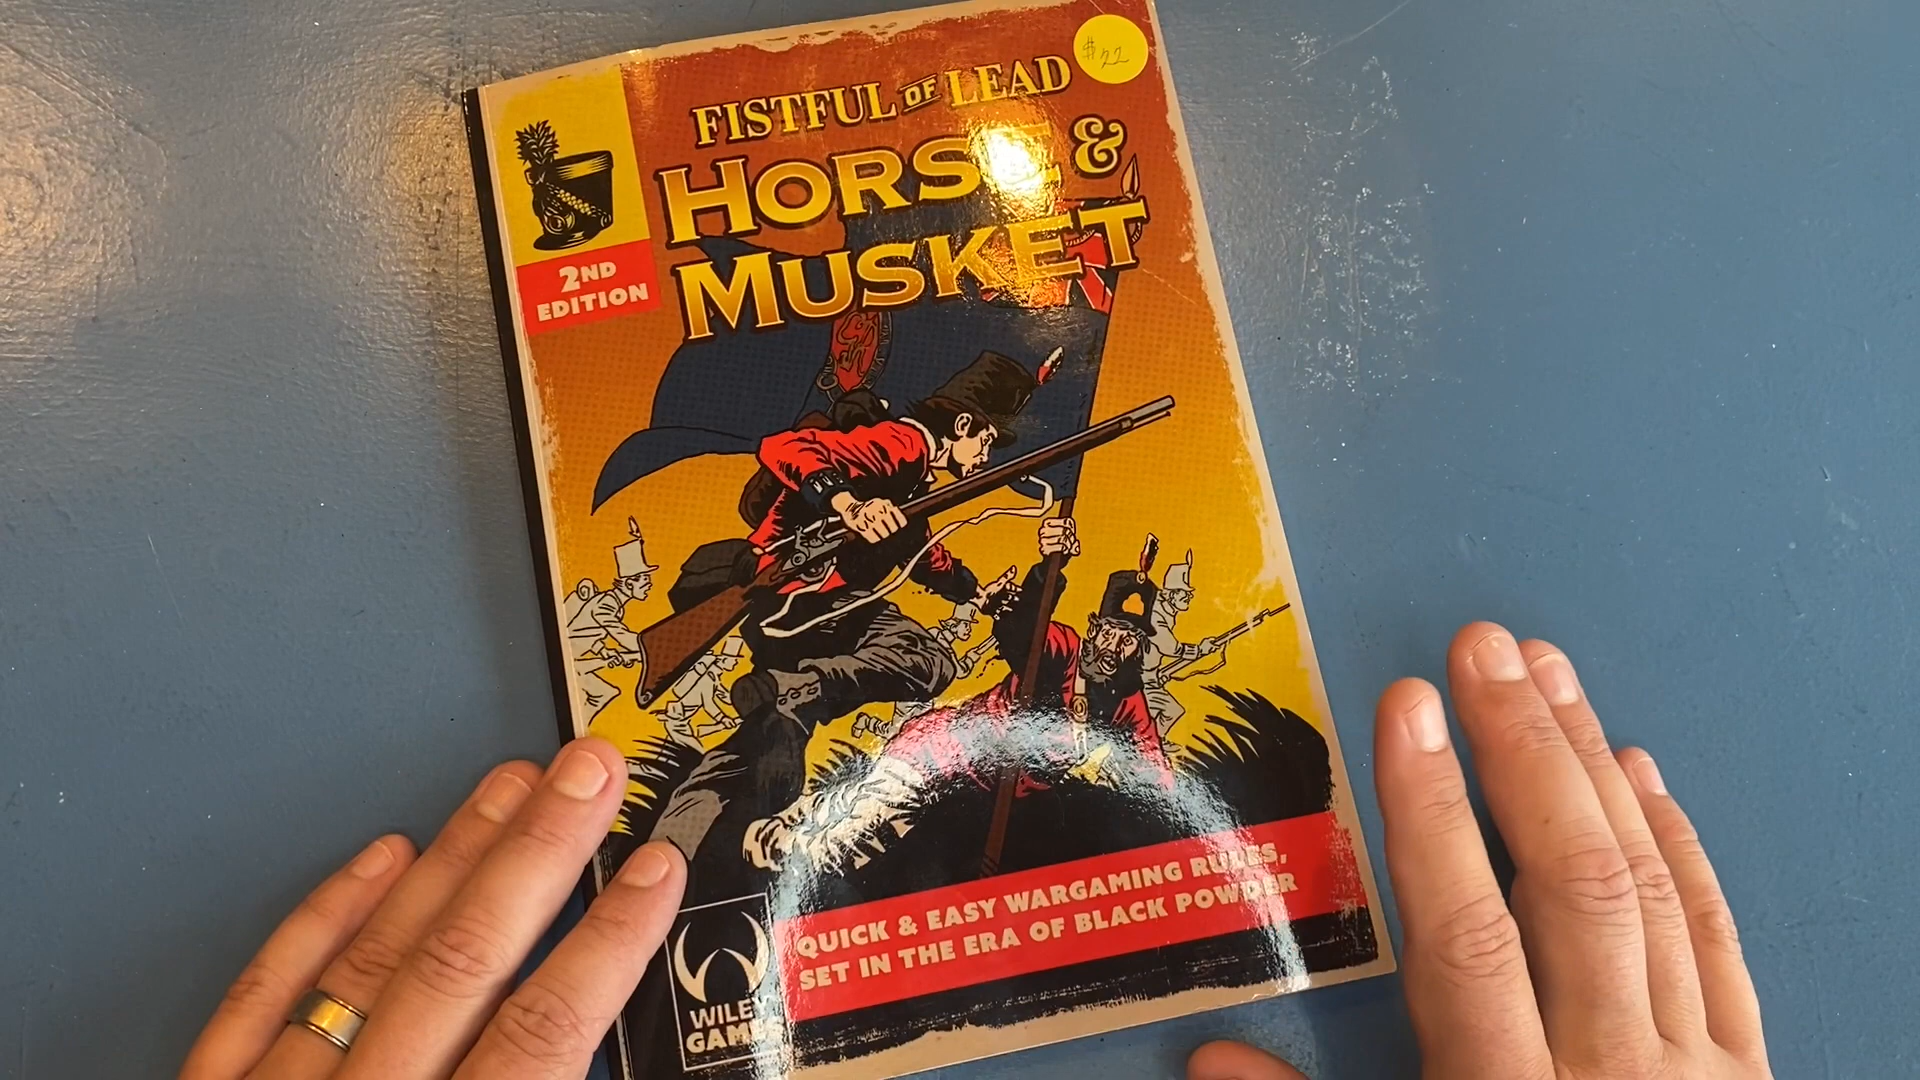 $22
FISTFUL OF LEAD
HORSE &
MUSKET
2ND
EDITION
QUICK & EASY WARGAMING RULES,
SET IN THE ERA OF BLACK POWDER
WILEY
GAMES